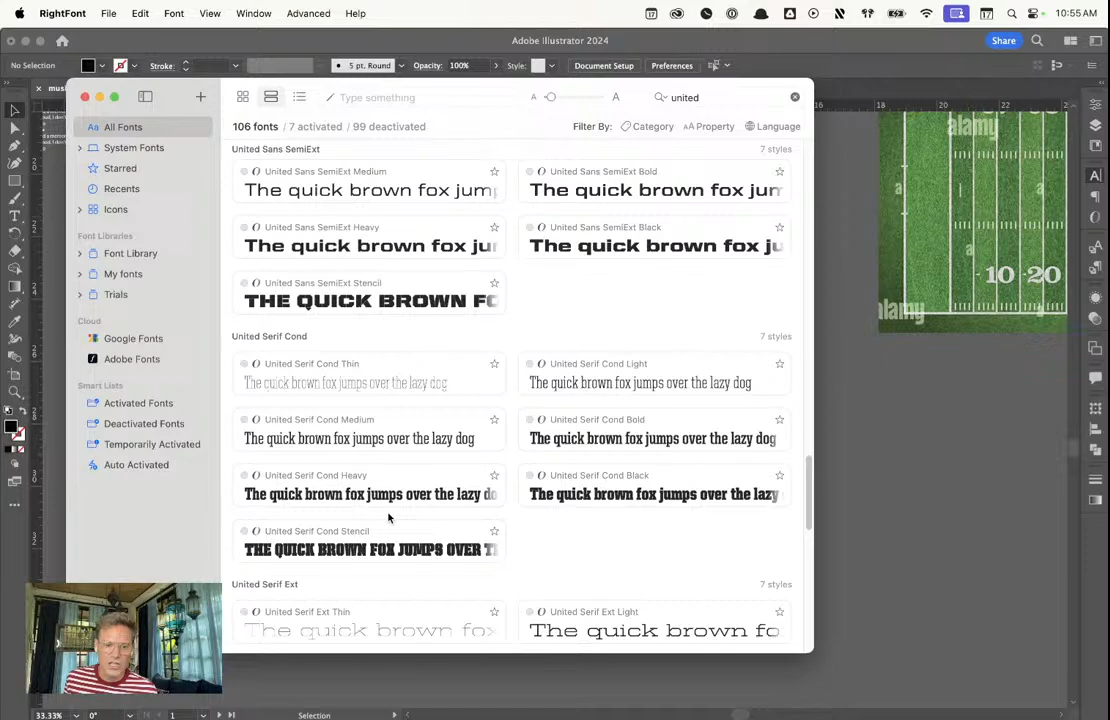 RightFont File Edit Font View Window Advanced Help 10:55 AM
Adobe Illustrator 2024
Share
No Selection Stroke: 5 pt. Round Opacity: 100% Style: Document Setup Preferences
Type something A A united
106 fonts / 7 activated / 99 deactivated Filter By: Category Property Language
All Fonts
System Fonts
Starred
Recents
Icons
Font Libraries
Font Library
My fonts
Trials
Cloud
Google Fonts
Adobe Fonts
Smart Lists
Activated Fonts
Deactivated Fonts
Temporarily Activated
Auto Activated
United Sans SemiExt 7 styles
United Sans SemiExt Medium
The quick brown fox jump
United Sans SemiExt Bold
The quick brown fox jum
United Sans SemiExt Heavy
The quick brown fox ju
United Sans SemiExt Black
The quick brown fox j
United Sans SemiExt Stencil
THE QUICK BROWN FO
United Serif Cond 7 styles
United Serif Cond Thin
The quick brown fox jumps over the lazy dog
United Serif Cond Light
The quick brown fox jumps over the lazy dog
United Serif Cond Medium
The quick brown fox jumps over the lazy dog
United Serif Cond Bold
The quick brown fox jumps over the lazy dog
United Serif Cond Heavy
The quick brown fox jumps over the lazy do
United Serif Cond Black
The quick brown fox jumps over the lazy
United Serif Cond Stencil
THE QUICK BROWN FOX JUMPS OVER T
United Serif Ext 7 styles
United Serif Ext Thin
The quick brown fox
United Serif Ext Light
The quick brown fo
16 18 20 22
alamy
a
a
a
10 20
alamy
33.33% 0° 1 Selection